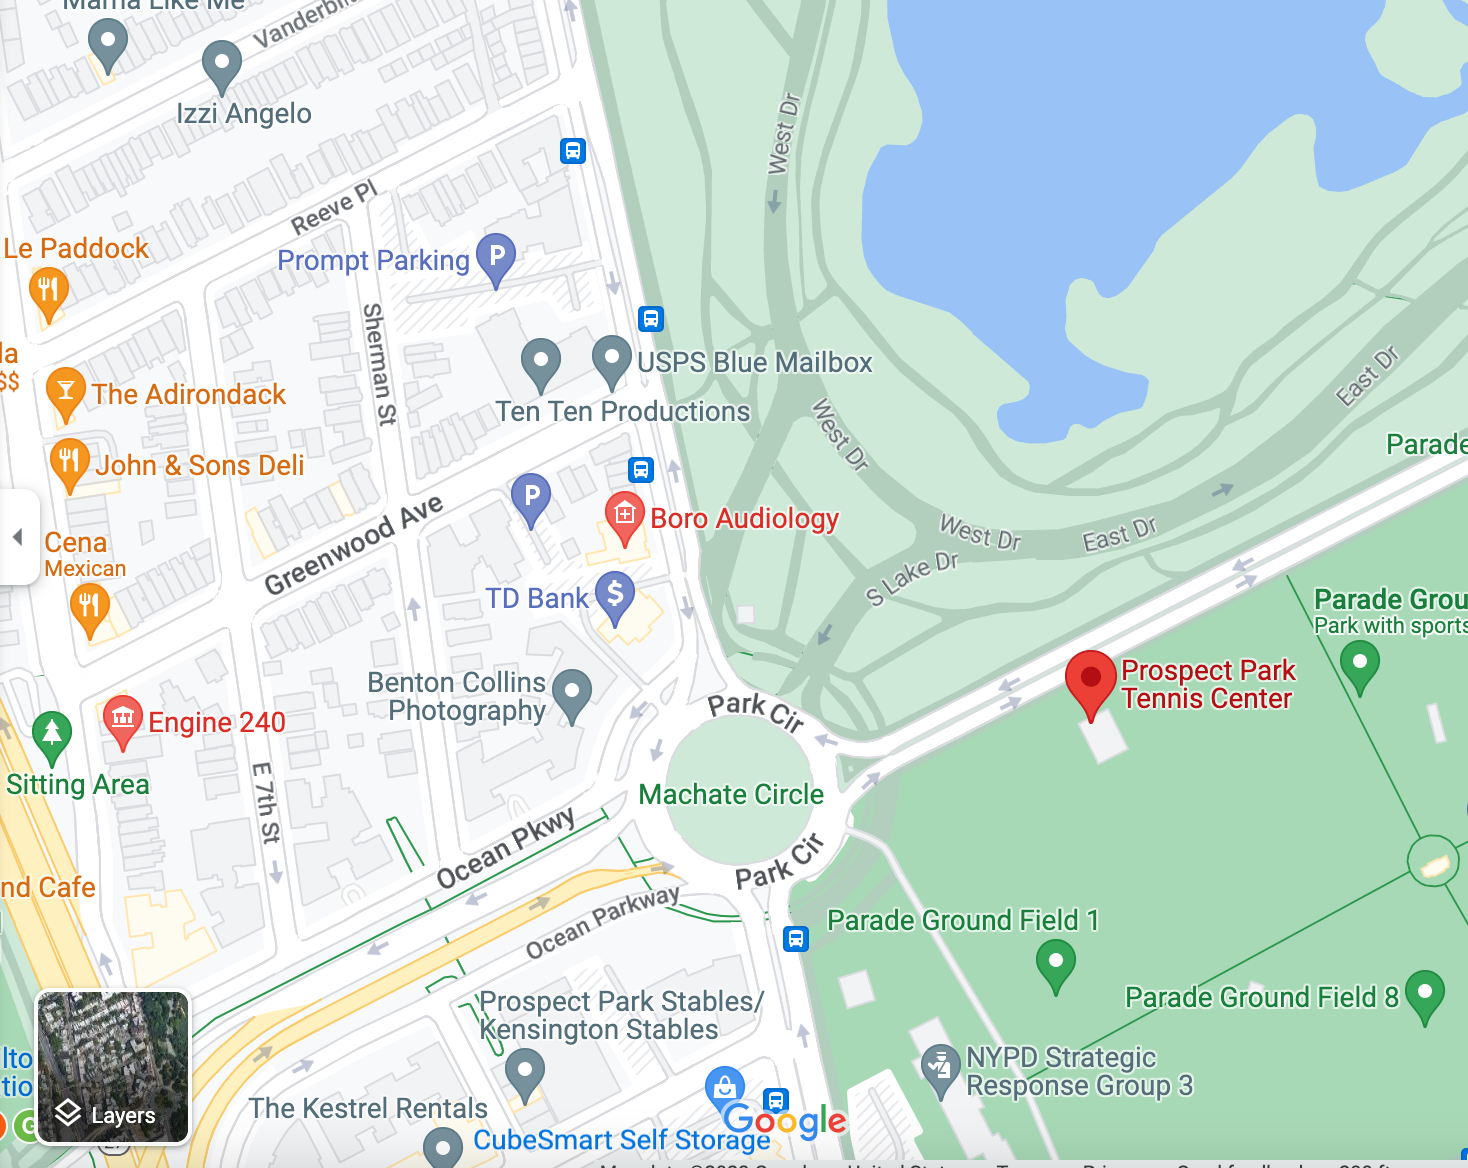 Mama Like Me
Vanderbil
Izzi Angelo
West Dr
Reeve Pl
Le Paddock
Prompt Parking
Sherman St
la
$$
The Adirondack
USPS Blue Mailbox
Ten Ten Productions
East Dr
West Dr
Parade
John & Sons Deli
P
P
Greenwood Ave
Boro Audiology
West Dr
East Dr
Cena
Mexican
S Lake Dr
TD Bank
$
Parade Grou
Park with sports
Prospect Park
Tennis Center
Benton Collins
Photography
Park Cir
Engine 240
Sitting Area
E 7th St
Machate Circle
Ocean Pkwy
Park Cir
nd Cafe
Ocean Parkway
Parade Ground Field 1
Parade Ground Field 8
Prospect Park Stables/
Kensington Stables
NYPD Strategic
Response Group 3
lto
tio
Layers
The Kestrel Rentals
Google
CubeSmart Self Storage